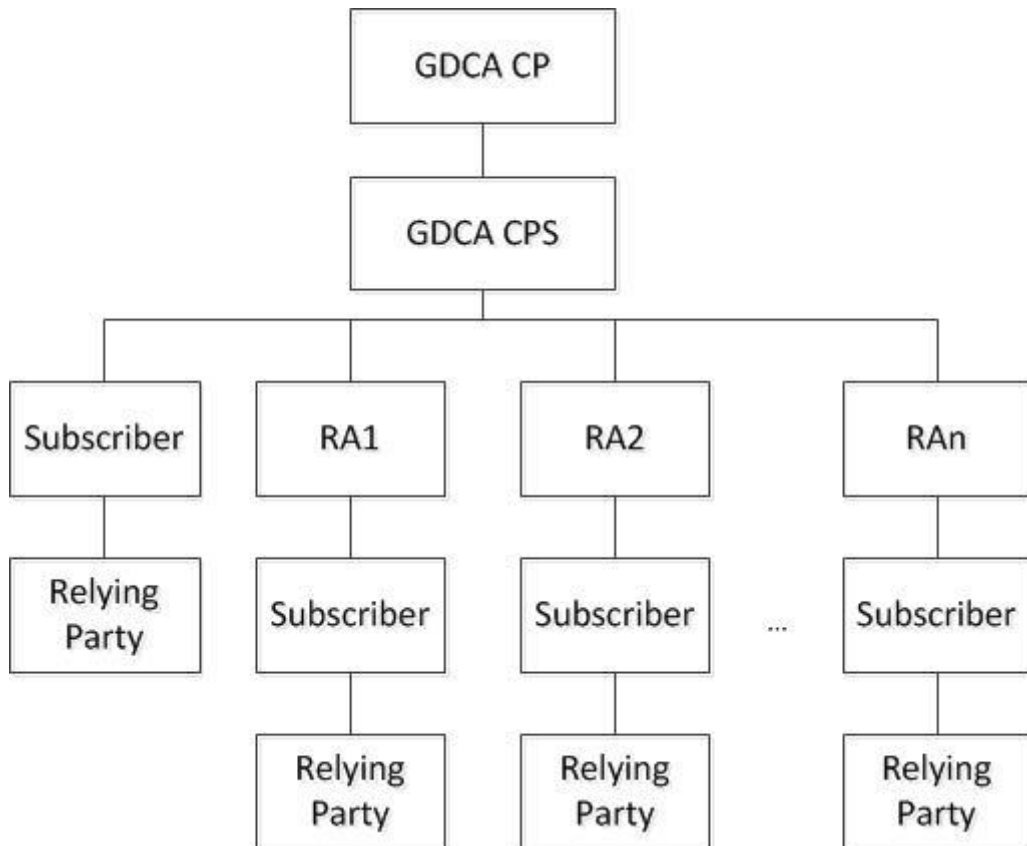 GDCA CP
GDCA CPS
Subscriber
RA1
RA2
RAn
Relying
Party
Subscriber
Subscriber
...
Subscriber
Relying
Party
Relying
Party
Relying
Party